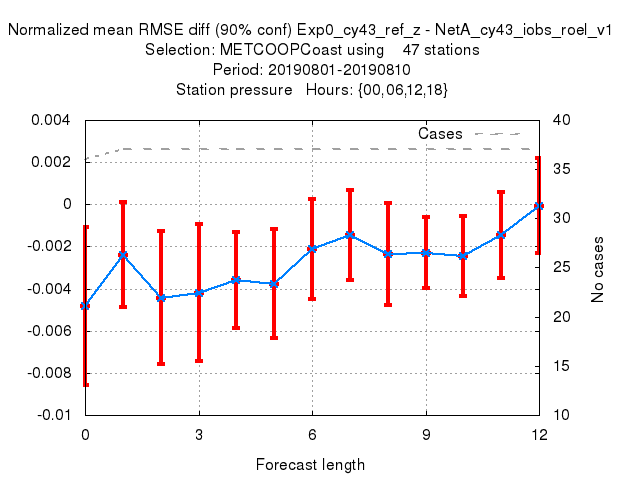 Normalized mean RMSE diff (90% conf) Exp0_cy43_ref_z - NetA_cy43_iobs_roel_v1
Selection: METCOOPCoast using    47 stations
Period: 20190801-20190810
Station pressure   Hours: {00,06,12,18}
0.004
0.002
0
-0.002
-0.004
-0.006
-0.008
-0.01
Cases
40
35
30
25
20
15
10
No cases
0 3 6 9 12
Forecast length